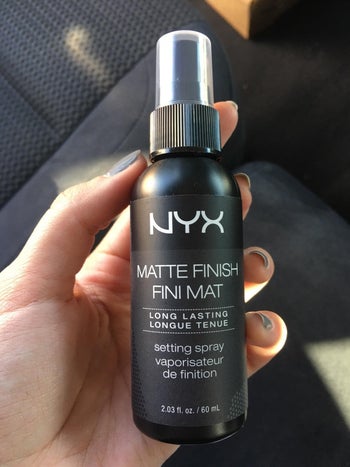 NYX
MATTE FINISH
FINI MAT
LONG LASTING
LONGUE TENUE
setting spray
vaporisateur
de finition
2.03 fl. oz. / 60 mL